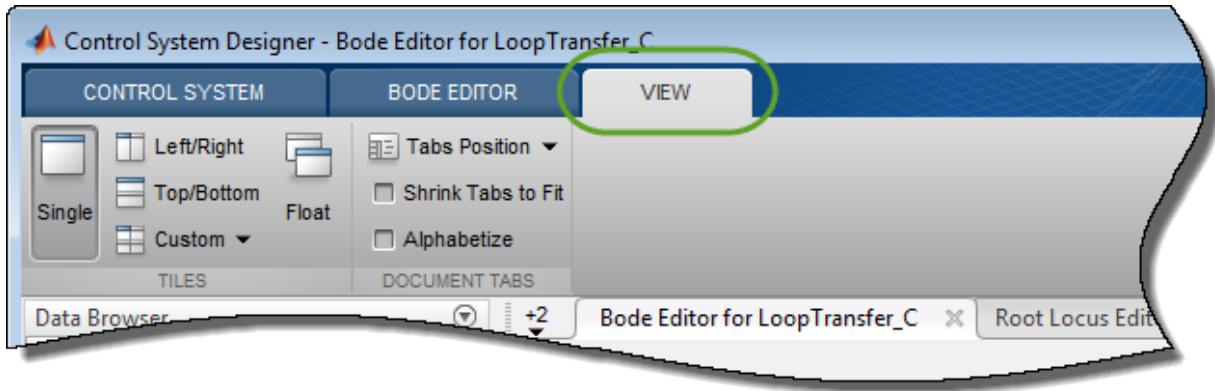 Control System Designer - Bode Editor for LoopTransfer_C
CONTROL SYSTEM BODE EDITOR VIEW
Single
Left/Right
Top/Bottom
Custom
Float
TILES
Tabs Position
Shrink Tabs to Fit
Alphabetize
DOCUMENT TABS
Data Browser
+2
Bode Editor for LoopTransfer_C
Root Locus Edit